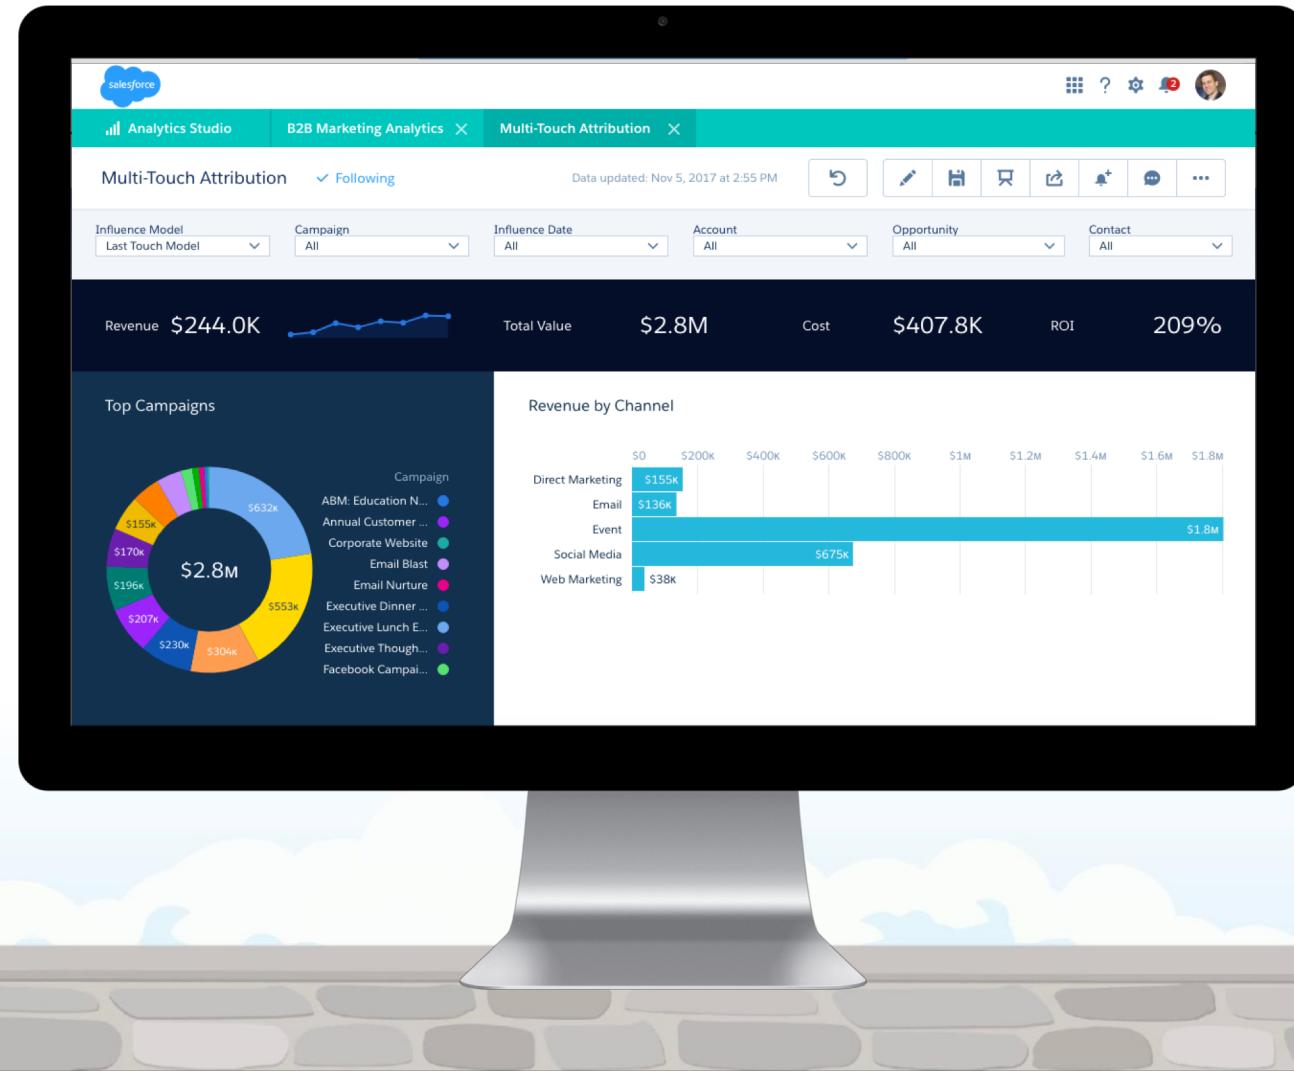 salesforce
2
Analytics Studio
B2B Marketing Analytics
Multi-Touch Attribution
Multi-Touch Attribution
Following
Data updated: Nov 5, 2017 at 2:55 PM
Influence Model
Campaign
Influence Date
Account
Opportunity
Contact
Last Touch Model
All
All
All
All
All
Revenue $244.0K
Total Value $2.8M
Cost $407.8K
ROI 209%
Top Campaigns
$632K
$553K
$304K
$230K
$207K
$196K
$170K
$155K
$2.8M
Campaign
ABM: Education N...
Annual Customer ...
Corporate Website
Email Blast
Email Nurture
Executive Dinner ...
Executive Lunch E...
Executive Though...
Facebook Campai...
Revenue by Channel
$0 $200K $400K $600K $800K $1M $1.2M $1.4M $1.6M $1.8M
Direct Marketing $155K
Email $136K
Event $1.8M
Social Media $675K
Web Marketing $38K